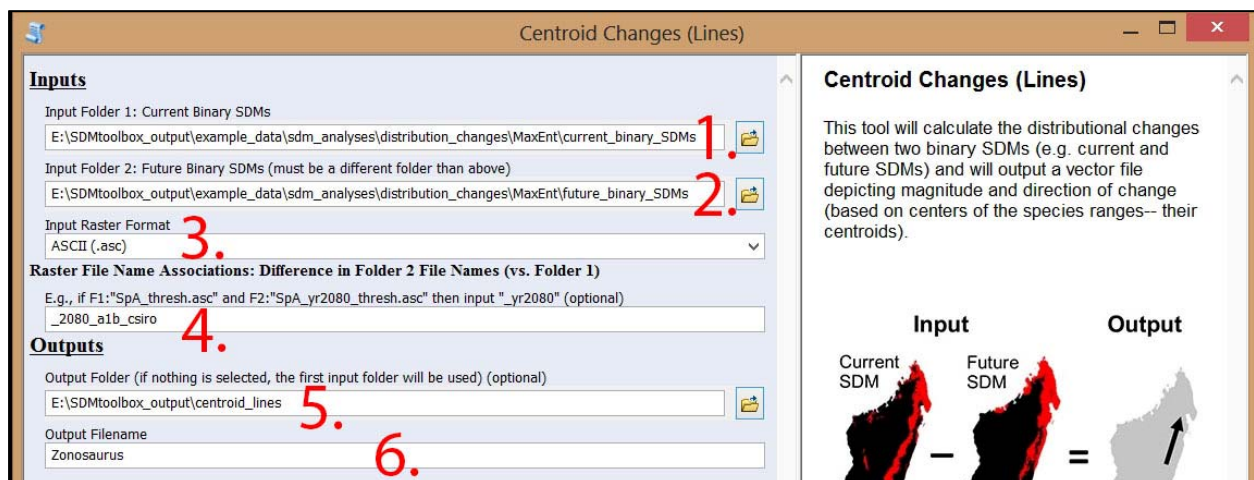 Centroid Changes (Lines)
Inputs
Input Folder 1: Current Binary SDMs
E:\SDMtoolbox_output\example_data\sdm_analyses\distribution_changes\MaxEnt\current_binary_SDMs
1.
Input Folder 2: Future Binary SDMs (must be a different folder than above)
E:\SDMtoolbox_output\example_data\sdm_analyses\distribution_changes\MaxEnt\future_binary_SDMs
2.
Input Raster Format
3.
ASCII (.asc)
Raster File Name Associations: Difference in Folder 2 File Names (vs. Folder 1)
E.g., if F1:"SpA_thresh.asc" and F2:"SpA_yr2080_thresh.asc" then input "_yr2080" (optional)
_2080_a1b_csiro
4.
Outputs
Output Folder (if nothing is selected, the first input folder will be used) (optional)
E:\SDMtoolbox_output\centroid_lines
5.
Output Filename
Zonosaurus
6.
Centroid Changes (Lines)
This tool will calculate the distributional changes
between two binary SDMs (e.g. current and
future SDMs) and will output a vector file
depicting magnitude and direction of change
(based on centers of the species ranges-- their
centroids).
Input
Output
Current
SDM
Future
SDM
– =